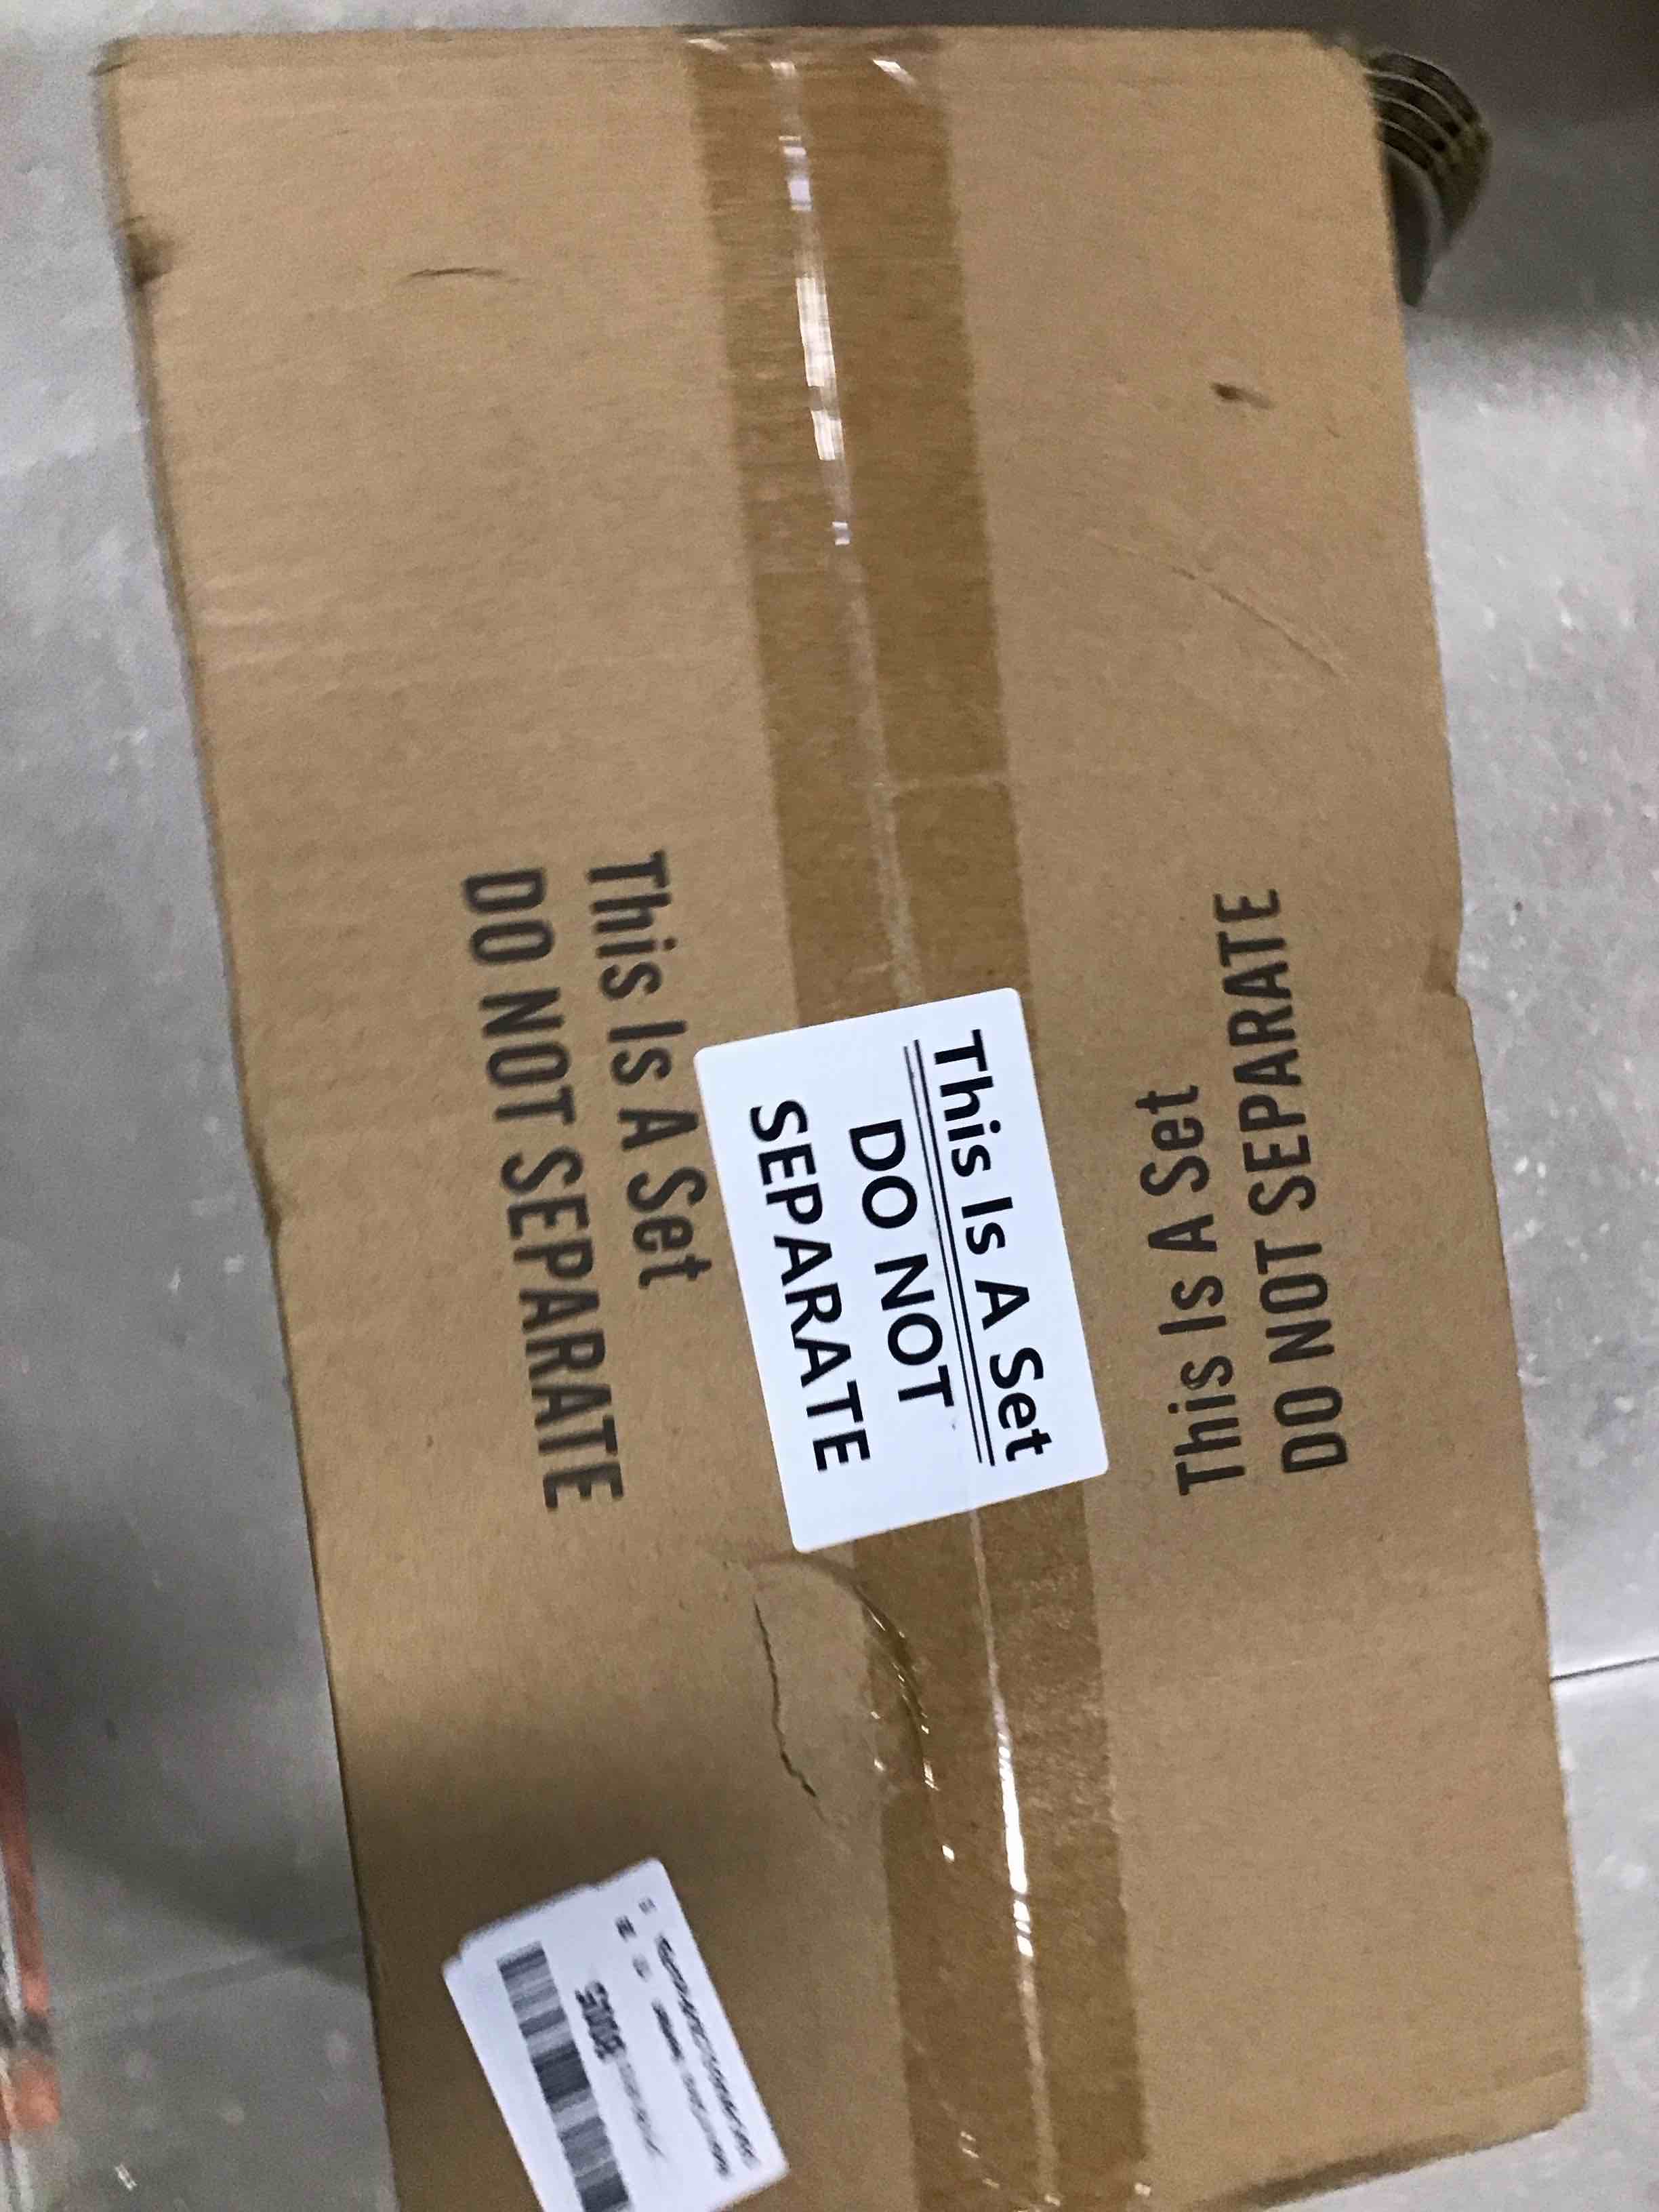 This Is A Set
DO NOT SEPARATE
This Is A Set
DO NOT
SEPARATE
This Is A Set
DO NOT SEPARATE